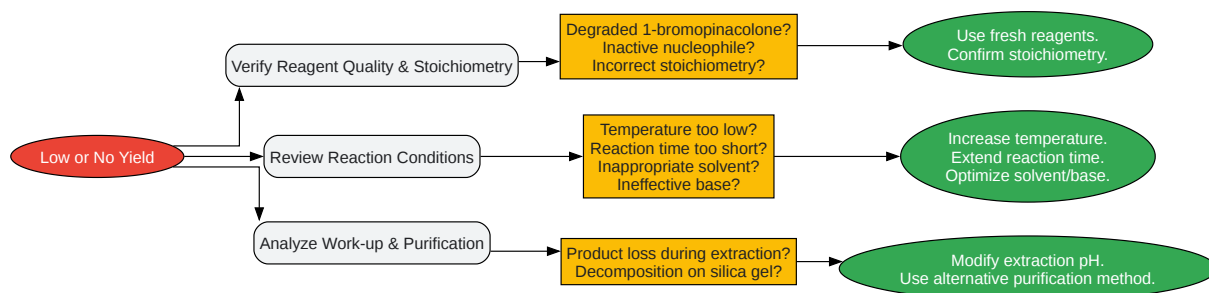 Low or No Yield
Verify Reagent Quality & Stoichiometry
Degraded 1-bromopinacolone?
Inactive nucleophile?
Incorrect stoichiometry?
Use fresh reagents.
Confirm stoichiometry.
Review Reaction Conditions
Temperature too low?
Reaction time too short?
Inappropriate solvent?
Ineffective base?
Increase temperature.
Extend reaction time.
Optimize solvent/base.
Analyze Work-up & Purification
Product loss during extraction?
Decomposition on silica gel?
Modify extraction pH.
Use alternative purification method.